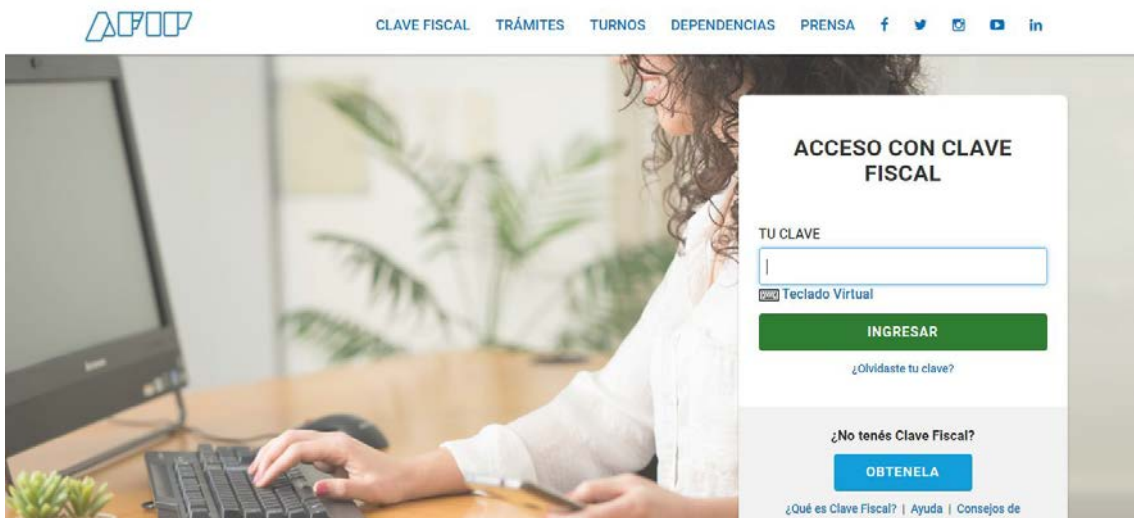 AFIP
CLAVE FISCAL TRÁMITES TURNOS DEPENDENCIAS PRENSA
ACCESO CON CLAVE
FISCAL
TU CLAVE
Teclado Virtual
INGRESAR
¿Olvidaste tu clave?
¿No tenés Clave Fiscal?
OBTENELA
¿Qué es Clave Fiscal? | Ayuda | Consejos de